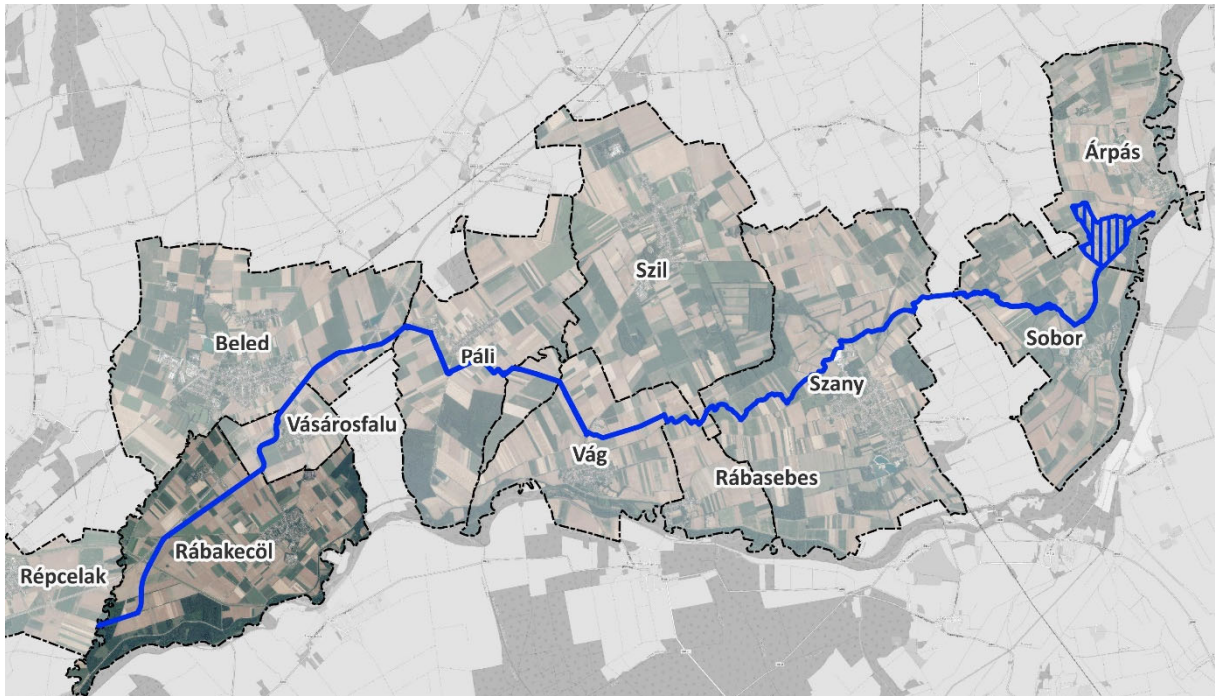 Árpás
Szil
Beled
Sobor
Páli
Szany
Vásárosfalu
Vág
Rábasebes
Rábakecöl
Répcelak